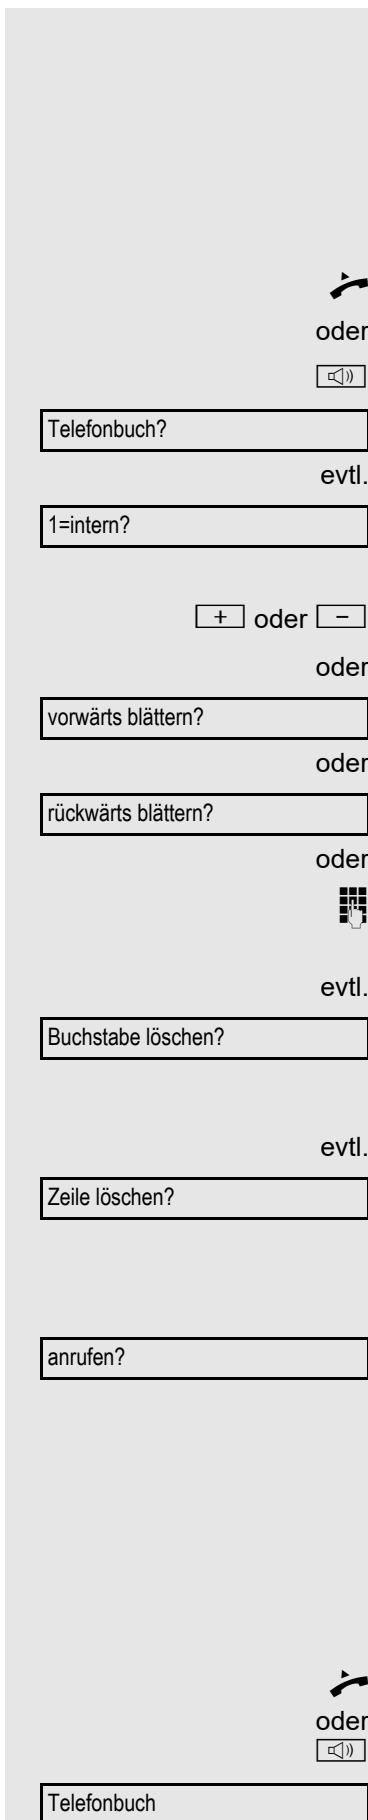 oder
Telefonbuch?
evtl.
1=intern?
+ oder −
oder
vorwärts blättern?
oder
rückwärts blättern?
oder
evtl.
Buchstabe löschen?
evtl.
Zeile löschen?
anrufen?
oder
Telefonbuch